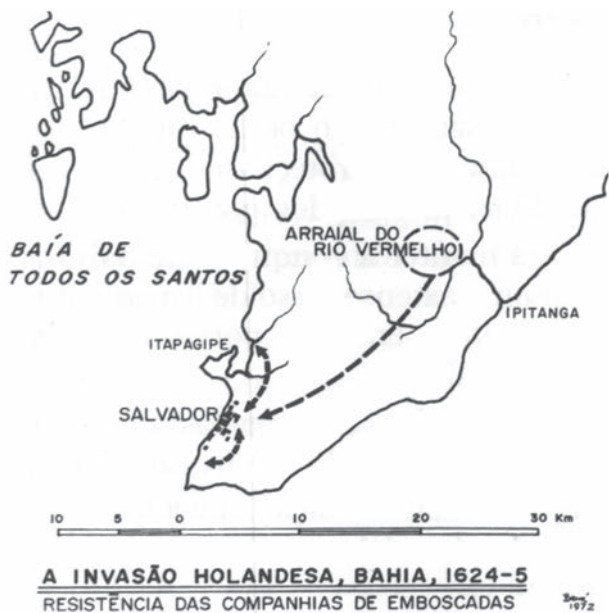 ARRAIAL DO
RIO VERMELHO
BAÍA DE
TODOS OS SANTOS
IPITANGA
ITAPAGIPE
SALVADOR
10 5 0 10 20 30 Km
A INVASÃO HOLANDESA, BAHIA, 1624-5
RESISTÊNCIA DAS COMPANHIAS DE EMBOSCADAS
1972